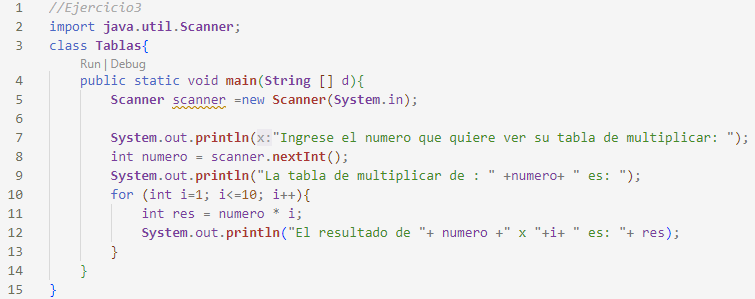 1 //Ejercicio3
2 import java.util.Scanner;
3 class Tablas{
Run | Debug
4 public static void main(String [] d){
5 Scanner scanner =new Scanner(System.in);
6
7 System.out.println(x:"Ingrese el numero que quiere ver su tabla de multiplicar: ");
8 int numero = scanner.nextInt();
9 System.out.println("La tabla de multiplicar de : " +numero+ " es: ");
10 for (int i=1; i<=10; i++){
11 int res = numero * i;
12 System.out.println("El resultado de "+ numero +" x "+i+ " es: "+ res);
13 }
14 }
15 }